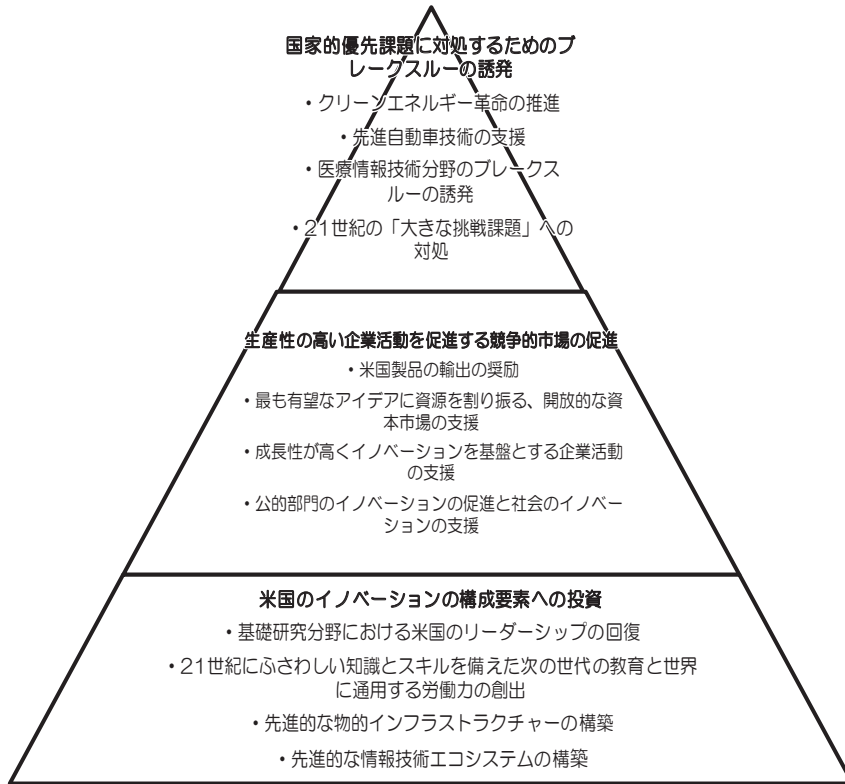 国家的優先課題に対処するためのブ
レークスルーの誘発
・クリーンエネルギー革命の推進
・先進自動車技術の支援
・医療情報技術分野のブレークス
ルーの誘発
・21世紀の「大きな挑戦課題」への
対処
生産性の高い企業活動を促進する競争的市場の促進
・米国製品の輸出の奨励
・最も有望なアイデアに資源を割り振る、開放的な資
本市場の支援
・成長性が高くイノベーションを基盤とする企業活動
の支援
・公的部門のイノベーションの促進と社会のイノベー
ションの支援
米国のイノベーションの構成要素への投資
・基礎研究分野における米国のリーダーシップの回復
・21世紀にふさわしい知識とスキルを備えた次の世代の教育と世界
に通用する労働力の創出
・先進的な物的インフラストラクチャーの構築
・先進的な情報技術エコシステムの構築